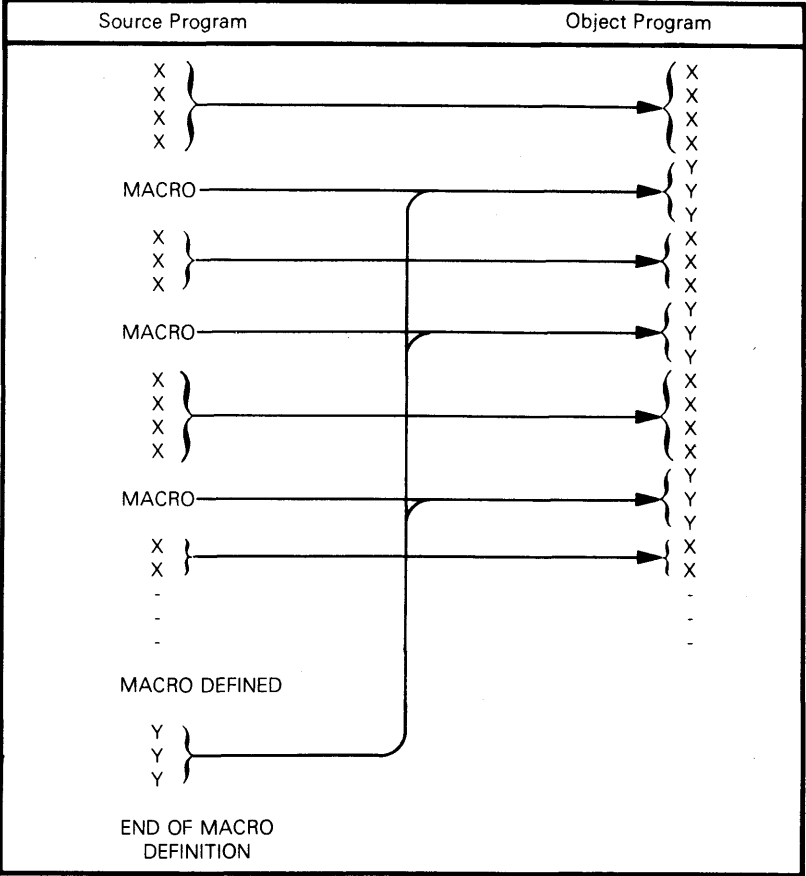 Source Program Object Program
X X
X X
X X
X X
Y
MACRO Y
Y
X X
X X
X X
Y
MACRO Y
Y
X X
X X
X X
X X
Y
MACRO Y
Y
X X
X X
- -
- -
- -
MACRO DEFINED
Y
Y
Y
END OF MACRO
DEFINITION